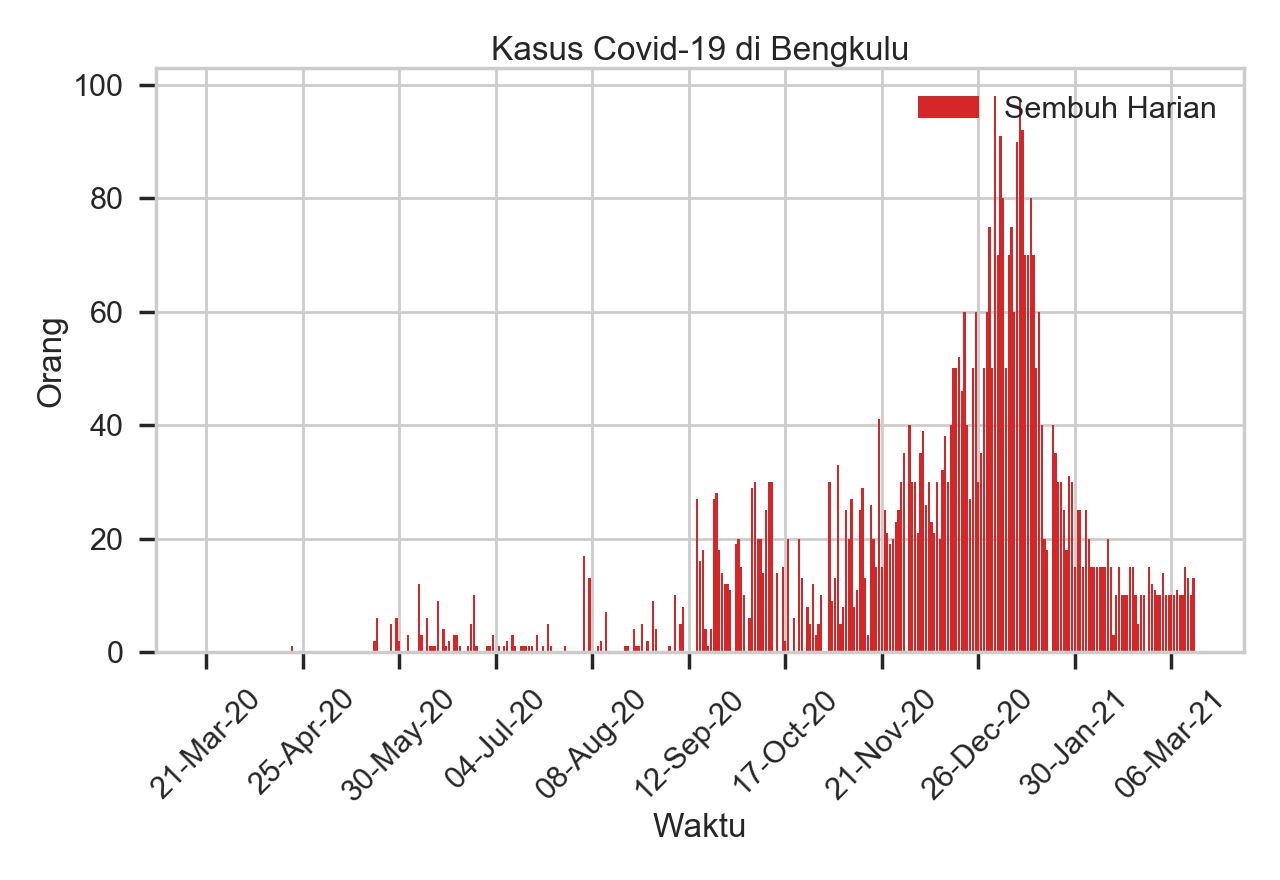 Kasus Covid-19 di Bengkulu
Sembuh Harian
Orang
100
80
60
40
20
0
21-Mar-20
25-Apr-20
30-May-20
04-Jul-20
08-Aug-20
12-Sep-20
17-Oct-20
21-Nov-20
26-Dec-20
30-Jan-21
06-Mar-21
Waktu